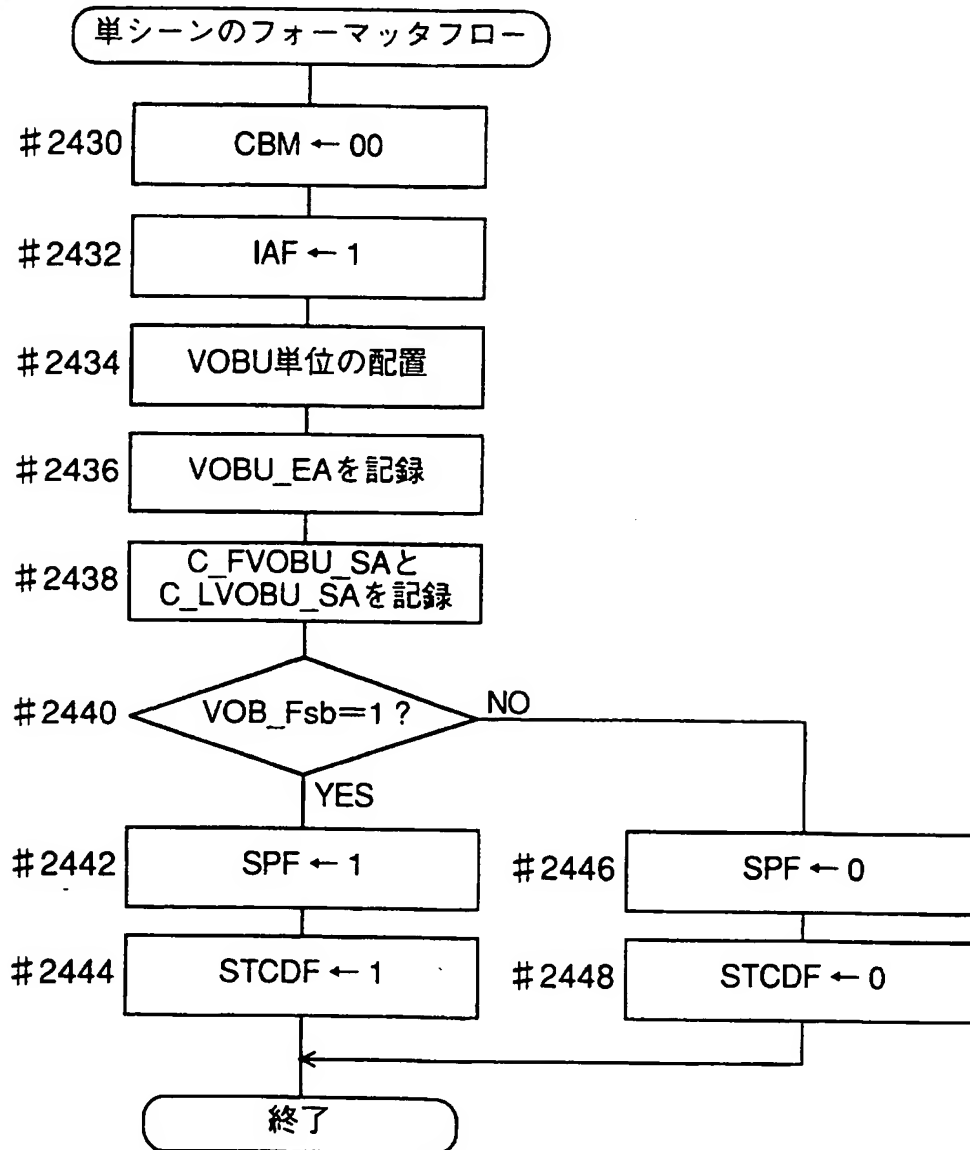 単シーンのフォーマッタフロー
#2430
CBM ← 00
#2432
IAF ← 1
#2434
VOBU単位の配置
#2436
VOBU_EAを記録
#2438
C_FVOBU_SAと
C_LVOBU_SAを記録
#2440
VOB_Fsb=1 ?
NO
YES
#2442
SPF ← 1
#2446
SPF ← 0
#2444
STCDF ← 1
#2448
STCDF ← 0
終了